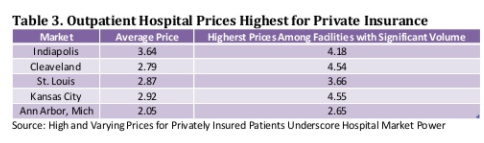 Table 3. Outpatient Hospital Prices Highest for Private Insurance
Market Average Price Higherst Prices Among Facilities with Significant Volume
Indiapolis 3.64 4.18
Cleaveland 2.79 4.54
St. Louis 2.87 3.66
Kansas City 2.92 4.55
Ann Arbor, Mich 2.05 2.65
Source: High and Varying Prices for Privately Insured Patients Underscore Hospital Market Power